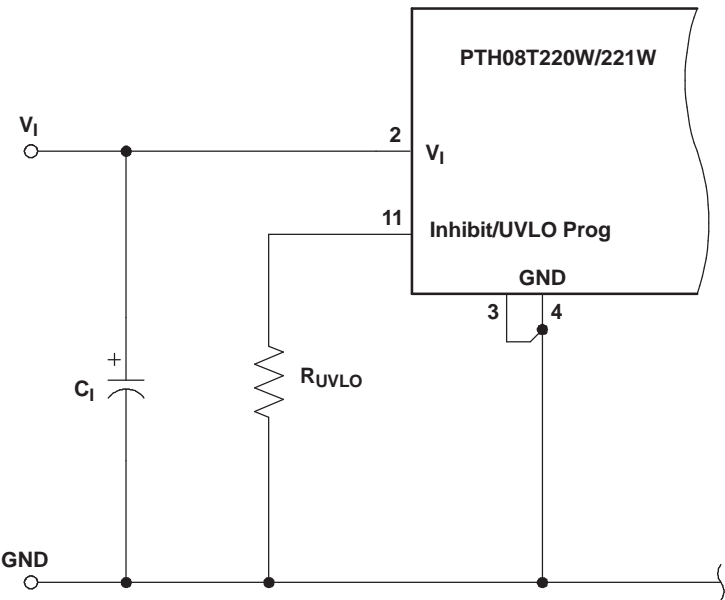 PTH08T220W/221W
VI
2
VI
11
Inhibit/UVLO Prog
GND
3
4
+
CI
RUVLO
GND